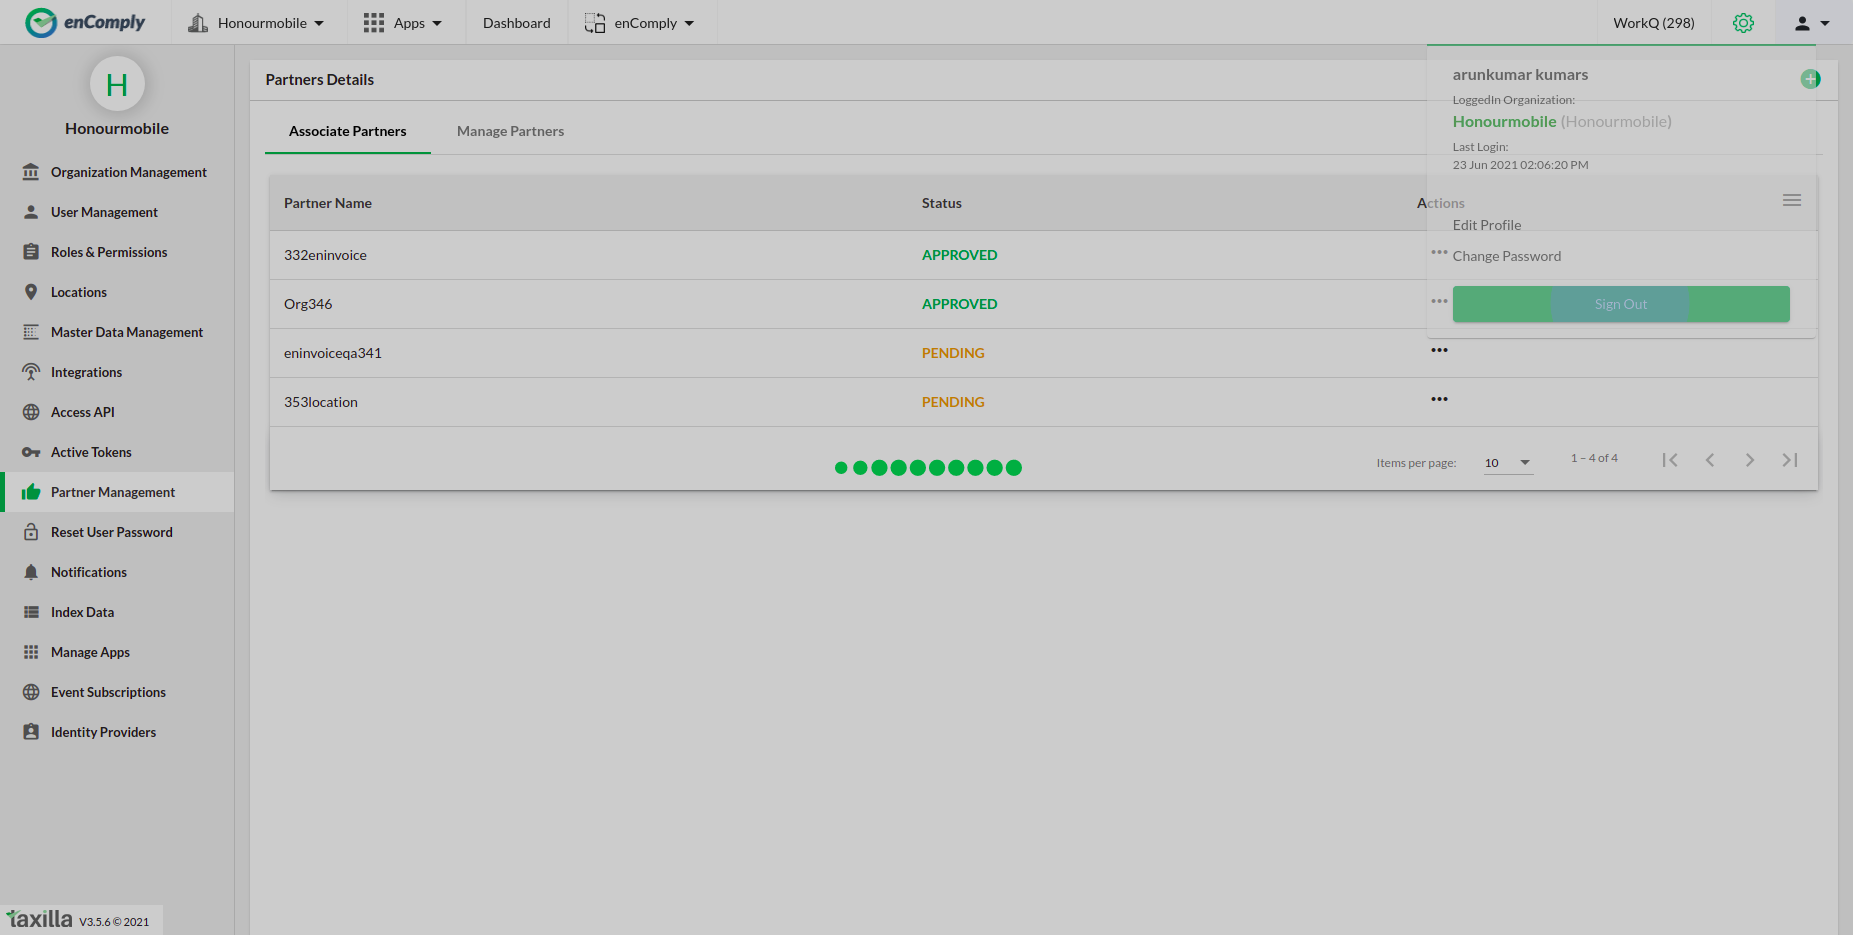 enComply
Honourmobile
Apps
Dashboard
enComply
WorkQ (298)
H
Honourmobile
Organization Management
User Management
Roles & Permissions
Locations
Master Data Management
Integrations
Access API
Active Tokens
Partner Management
Reset User Password
Notifications
Index Data
Manage Apps
Event Subscriptions
Identity Providers
taxilla V3.5.6 © 2021
Partners Details
Associate Partners
Manage Partners
Partner Name Status Actions
332eninvoice APPROVED
Org346 APPROVED
eninvoiceqa341 PENDING
353location PENDING
Items per page: 10 1 – 4 of 4
arunkumar kumars
LoggedIn Organization:
Honourmobile (Honourmobile)
Last Login:
23 Jun 2021 02:06:20 PM
Edit Profile
Change Password
Sign Out